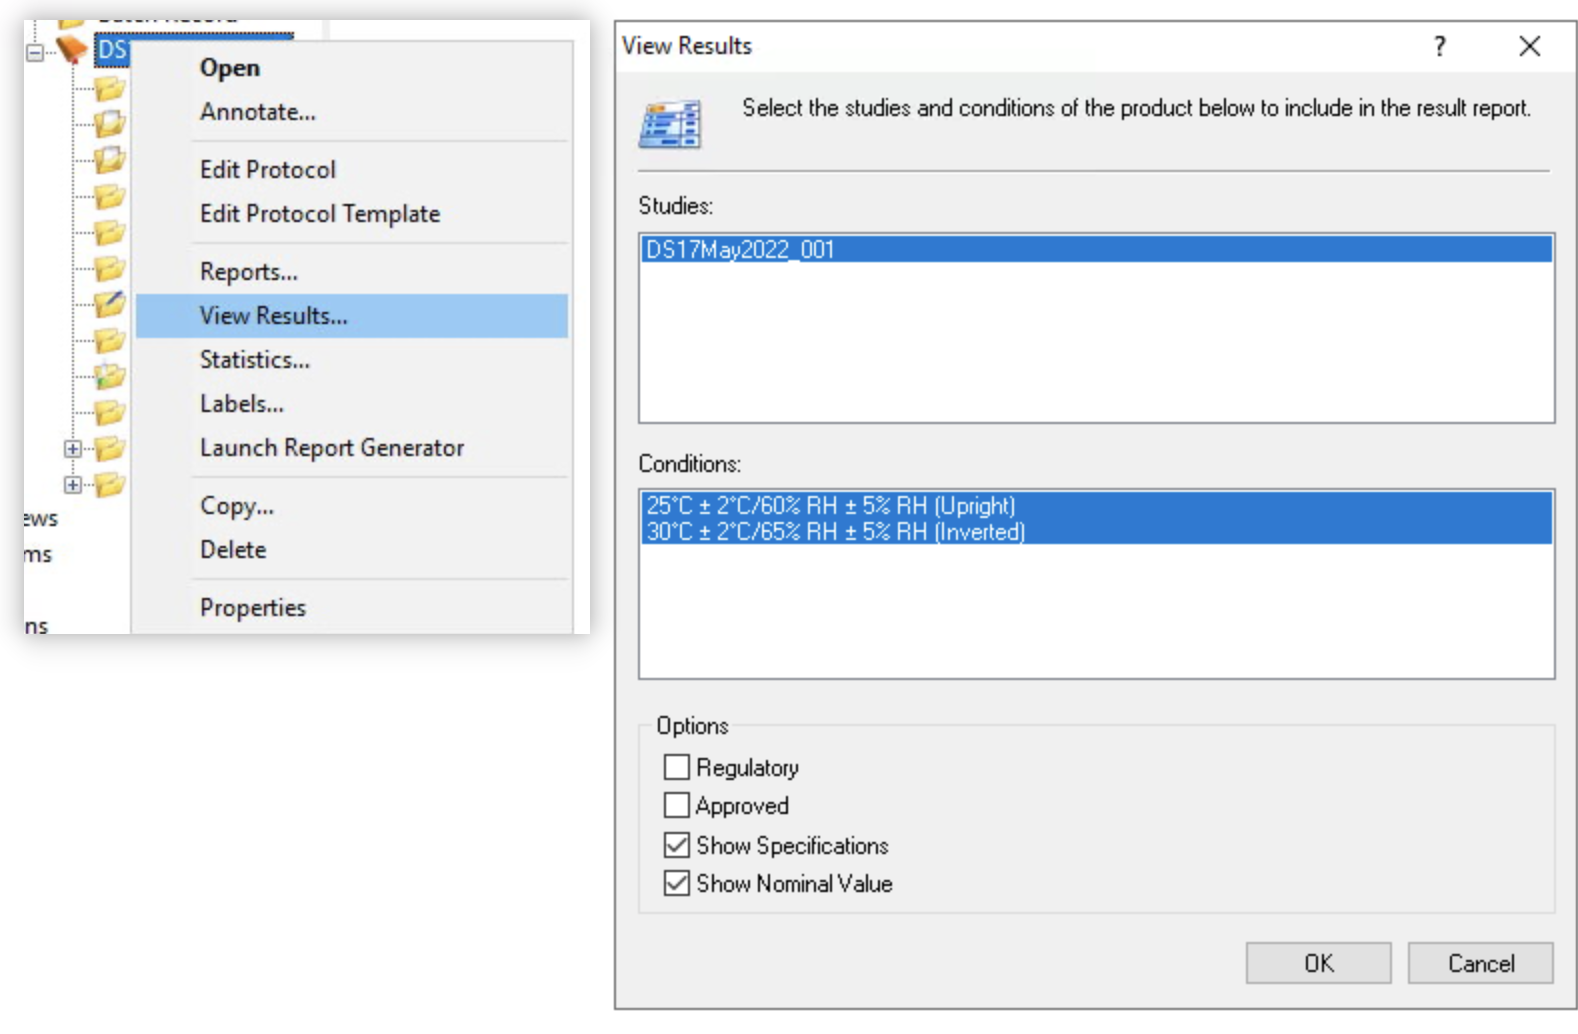 DS
Open
Annotate...
Edit Protocol
Edit Protocol Template
Reports...
View Results...
Statistics...
Labels...
Launch Report Generator
Copy...
Delete
Properties
ews
ms
ns
View Results
?
Select the studies and conditions of the product below to include in the result report.
Studies:
DS17May2022_001
Conditions:
25°C ± 2°C/60% RH ± 5% RH (Upright)
30°C ± 2°C/65% RH ± 5% RH (Inverted)
Options
Regulatory
Approved
Show Specifications
Show Nominal Value
OK
Cancel